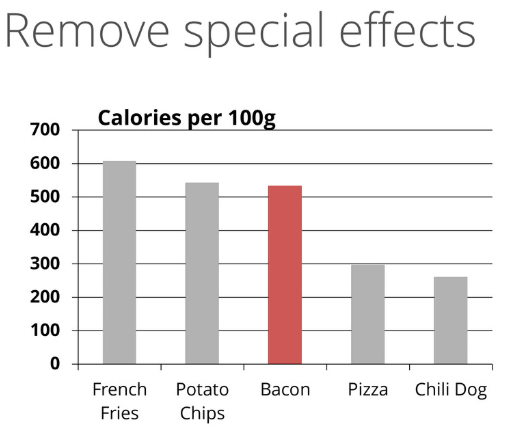 Remove special effects
Calories per 100g
700
600
500
400
300
200
100
0
French
Fries
Potato
Chips
Bacon
Pizza
Chili Dog